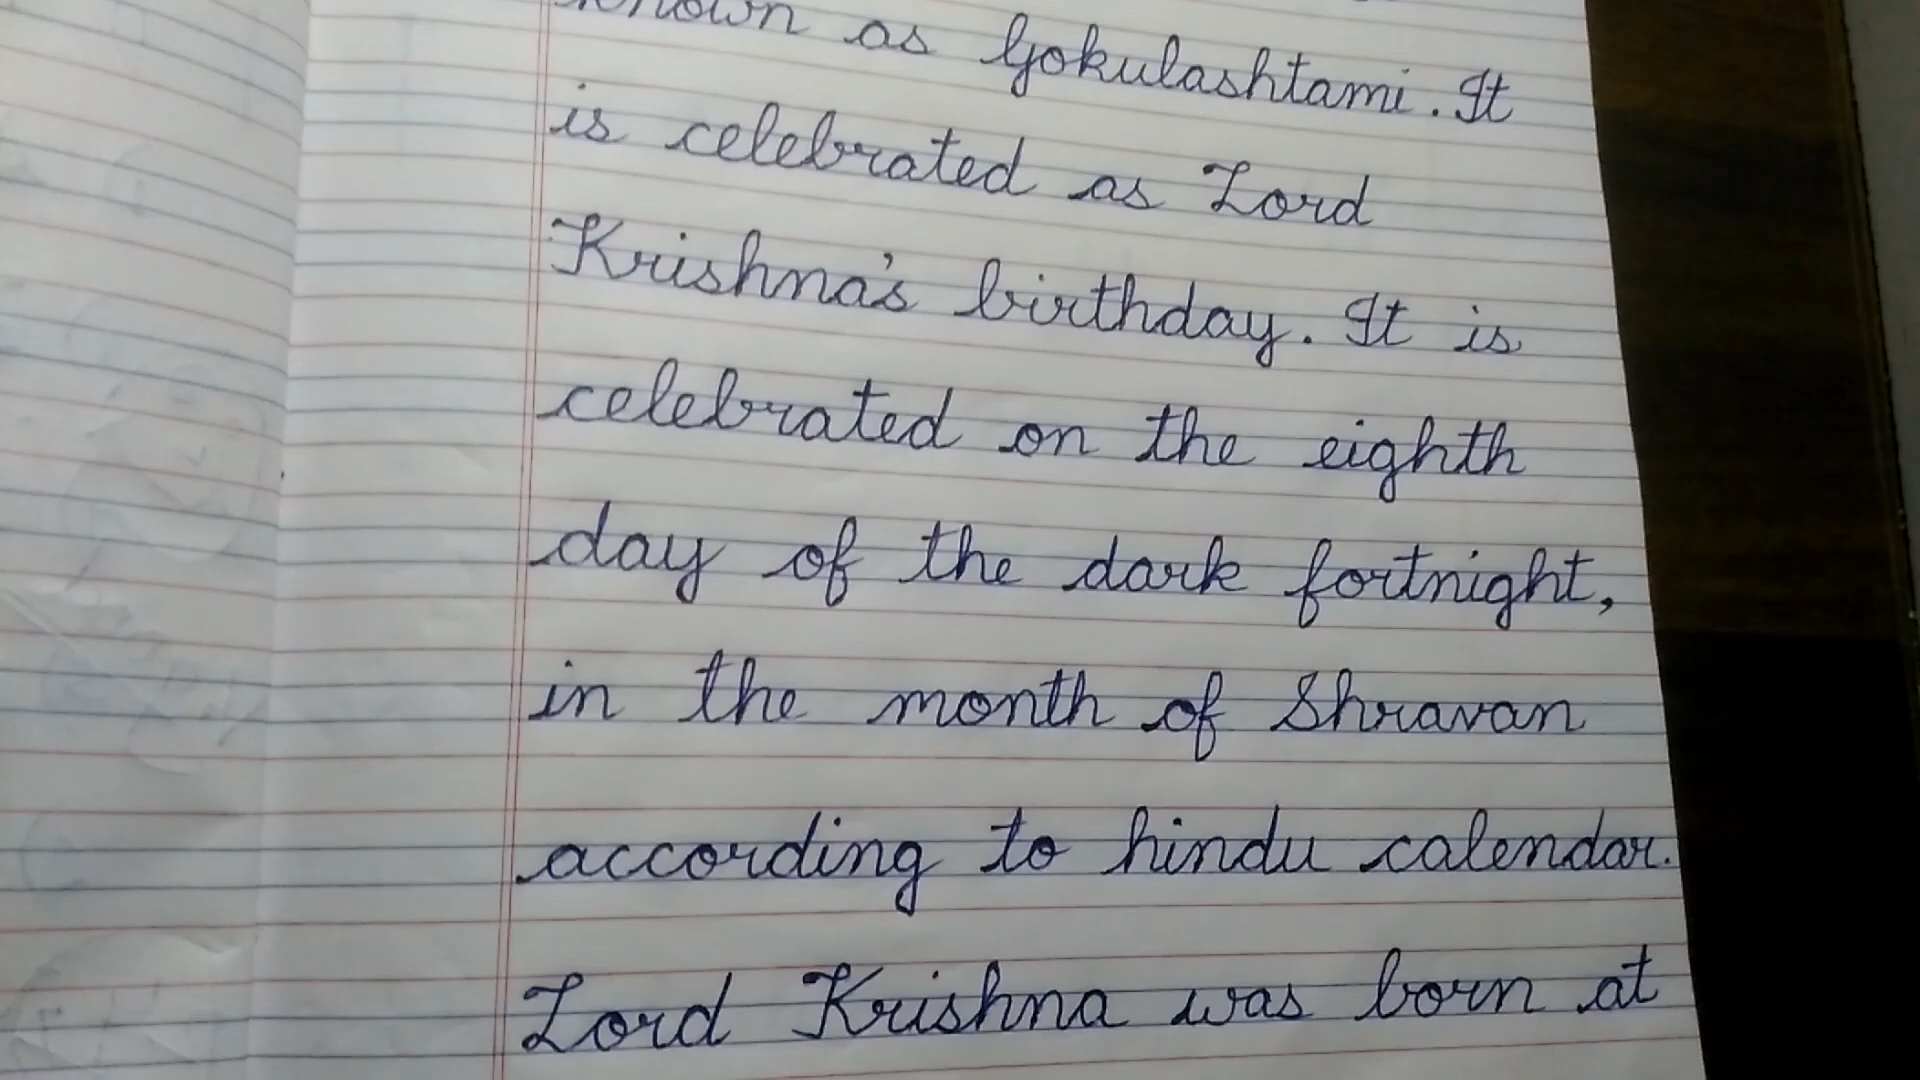 known as Gokulashtami. It
is celebrated as Lord
Krishna's birthday. It is
celebrated on the eighth
day of the dark fortnight,
in the month of Shravan
according to hindu calendar.
Lord Krishna was born at